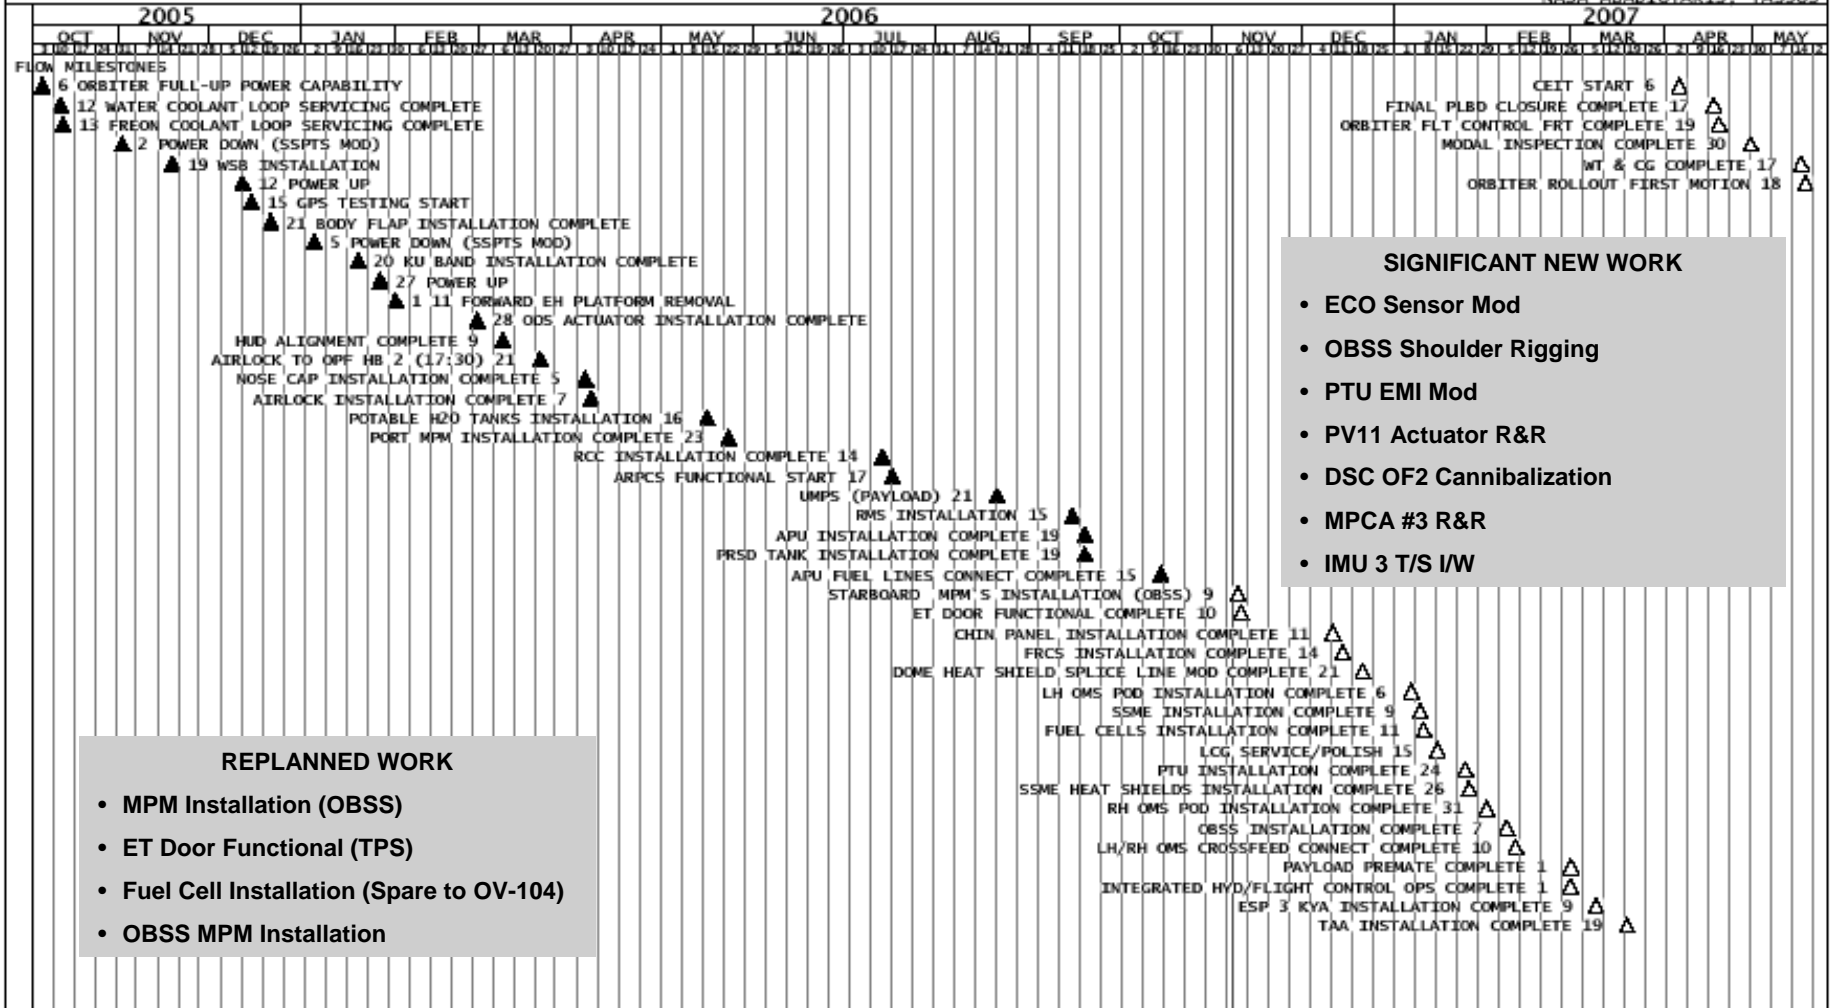 2005 2006 2007
OCT NOV DEC JAN FEB MAR APR MAY JUN JUL AUG SEP OCT NOV DEC JAN FEB MAR APR MAY
FLOW MILESTONES
6 ORBITER FULL-UP POWER CAPABILITY
12 WATER COOLANT LOOP SERVICING COMPLETE
13 FREON COOLANT LOOP SERVICING COMPLETE
2 POWER DOWN (SSPTS MOD)
19 WSB INSTALLATION
12 POWER UP
15 GPS TESTING START
21 BODY FLAP INSTALLATION COMPLETE
5 POWER DOWN (SSPTS MOD)
20 KU BAND INSTALLATION COMPLETE
27 POWER UP
1 11 FORWARD EH PLATFORM REMOVAL
28 ODS ACTUATOR INSTALLATION COMPLETE
HUD ALIGNMENT COMPLETE 9
AIRLOCK TO OPF HB 2 (17:30) 21
NOSE CAP INSTALLATION COMPLETE 5
AIRLOCK INSTALLATION COMPLETE 7
POTABLE H2O TANKS INSTALLATION 16
PORT MPM INSTALLATION COMPLETE 23
RCC INSTALLATION COMPLETE 14
ARPCS FUNCTIONAL START 17
UMPS (PAYLOAD) 21
RMS INSTALLATION 15
APU INSTALLATION COMPLETE 19
PRSD TANK INSTALLATION COMPLETE 19
APU FUEL LINES CONNECT COMPLETE 15
STARBOARD MPM'S INSTALLATION (OBSS) 9
ET DOOR FUNCTIONAL COMPLETE 10
CHIN PANEL INSTALLATION COMPLETE 11
FRCS INSTALLATION COMPLETE 14
DOME HEAT SHIELD SPLICE LINE MOD COMPLETE 21
LH OMS POD INSTALLATION COMPLETE 6
SSME INSTALLATION COMPLETE 9
FUEL CELLS INSTALLATION COMPLETE 11
LCG SERVICE/POLISH 15
PTU INSTALLATION COMPLETE 24
SSME HEAT SHIELDS INSTALLATION COMPLETE 26
RH OMS POD INSTALLATION COMPLETE 31
OBSS INSTALLATION COMPLETE 7
LH/RH OMS CROSSFEED CONNECT COMPLETE 10
PAYLOAD PREMATE COMPLETE 1
INTEGRATED HYD/FLIGHT CONTROL OPS COMPLETE 1
ESP 3 KYA INSTALLATION COMPLETE 9
TAA INSTALLATION COMPLETE 19
CEIT START 6
FINAL PLBD CLOSURE COMPLETE 17
ORBITER FLT CONTROL FRT COMPLETE 19
MODAL INSPECTION COMPLETE 30
WT & CG COMPLETE 17
ORBITER ROLLOUT FIRST MOTION 18
SIGNIFICANT NEW WORK
• ECO Sensor Mod
• OBSS Shoulder Rigging
• PTU EMI Mod
• PV11 Actuator R&R
• DSC OF2 Cannibalization
• MPCA #3 R&R
• IMU 3 T/S I/W
REPLANNED WORK
• MPM Installation (OBSS)
• ET Door Functional (TPS)
• Fuel Cell Installation (Spare to OV-104)
• OBSS MPM Installation